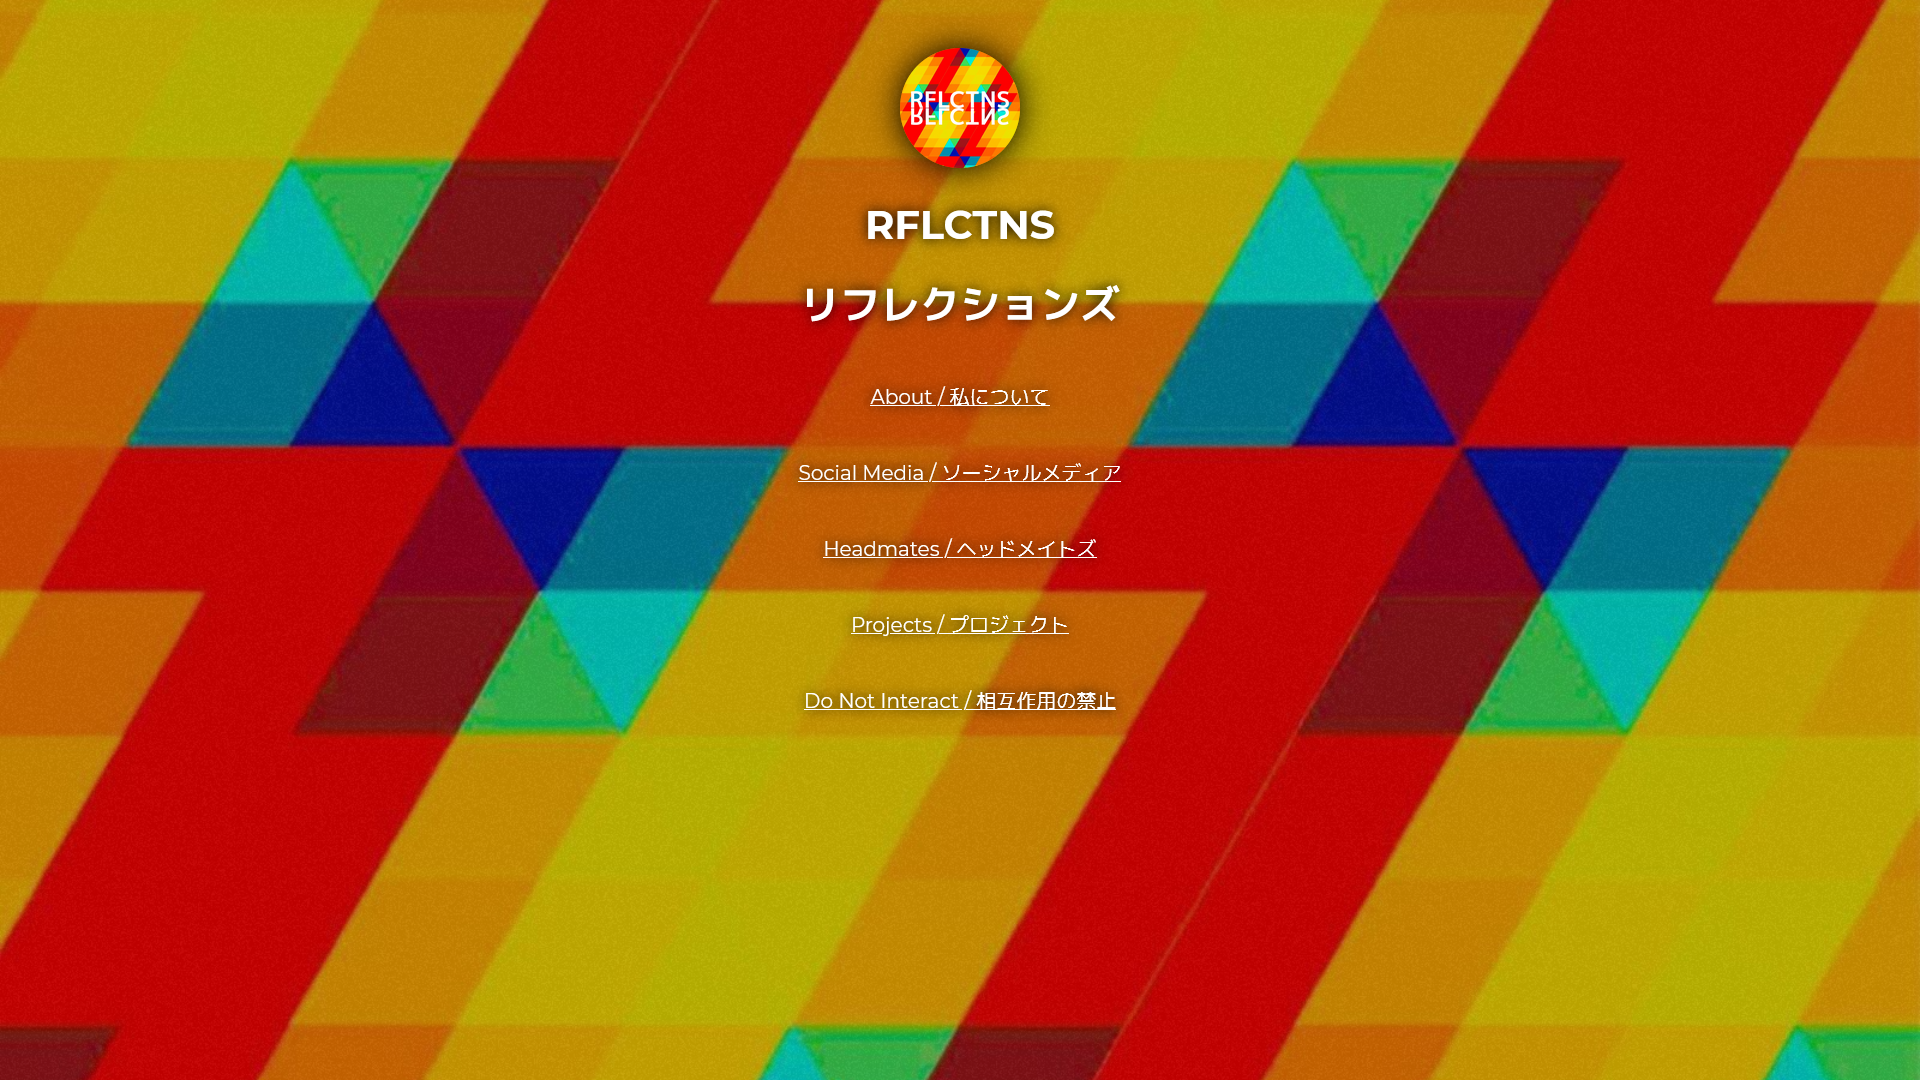 RFLCTNS
RFLCTNS
リフレクションズ
About / 私について
Social Media / ソーシャルメディア
Headmates / ヘッドメイトズ
Projects / プロジェクト
Do Not Interact / 相互作用の禁止